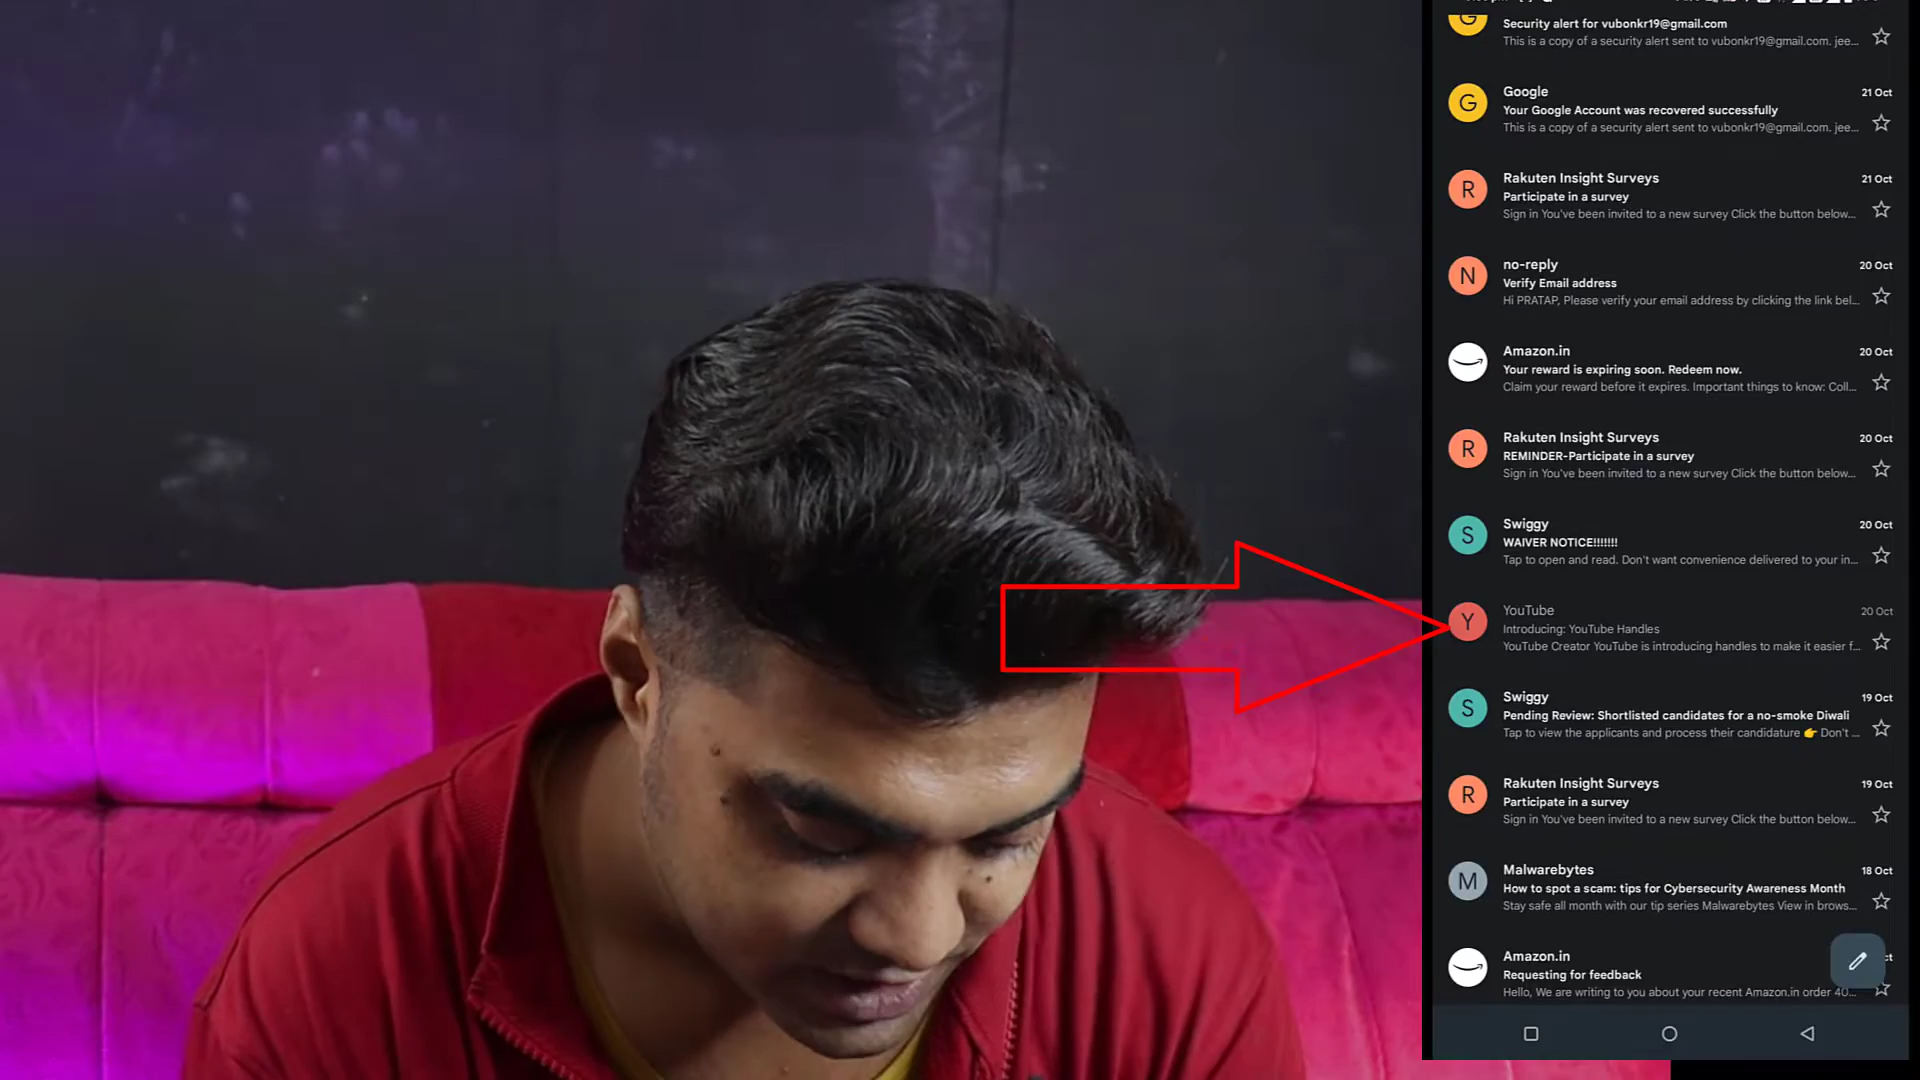 G
Security alert for vubonkr19@gmail.com
This is a copy of a security alert sent to vubonkr19@gmail.com. jee...
G
Google
21 Oct
Your Google Account was recovered successfully
This is a copy of a security alert sent to vubonkr19@gmail.com. jee...
R
Rakuten Insight Surveys
21 Oct
Participate in a survey
Sign in You've been invited to a new survey Click the button below...
N
no-reply
20 Oct
Verify Email address
Hi PRATAP, Please verify your email address by clicking the link bel...
Amazon.in
20 Oct
Your reward is expiring soon. Redeem now.
Claim your reward before it expires. Important things to know: Coll...
R
Rakuten Insight Surveys
20 Oct
REMINDER-Participate in a survey
Sign in You've been invited to a new survey Click the button below...
S
Swiggy
20 Oct
WAIVER NOTICE!!!!!!!
Tap to open and read. Don't want convenience delivered to your in...
Y
YouTube
20 Oct
Introducing: YouTube Handles
YouTube Creator YouTube is introducing handles to make it easier f...
S
Swiggy
19 Oct
Pending Review: Shortlisted candidates for a no-smoke Diwali
Tap to view the applicants and process their candidature 👉 Don't ...
R
Rakuten Insight Surveys
19 Oct
Participate in a survey
Sign in You've been invited to a new survey Click the button below...
M
Malwarebytes
18 Oct
How to spot a scam: tips for Cybersecurity Awareness Month
Stay safe all month with our tip series Malwarebytes View in brows...
Amazon.in
Requesting for feedback
Hello, We are writing to you about your recent Amazon.in order 40...